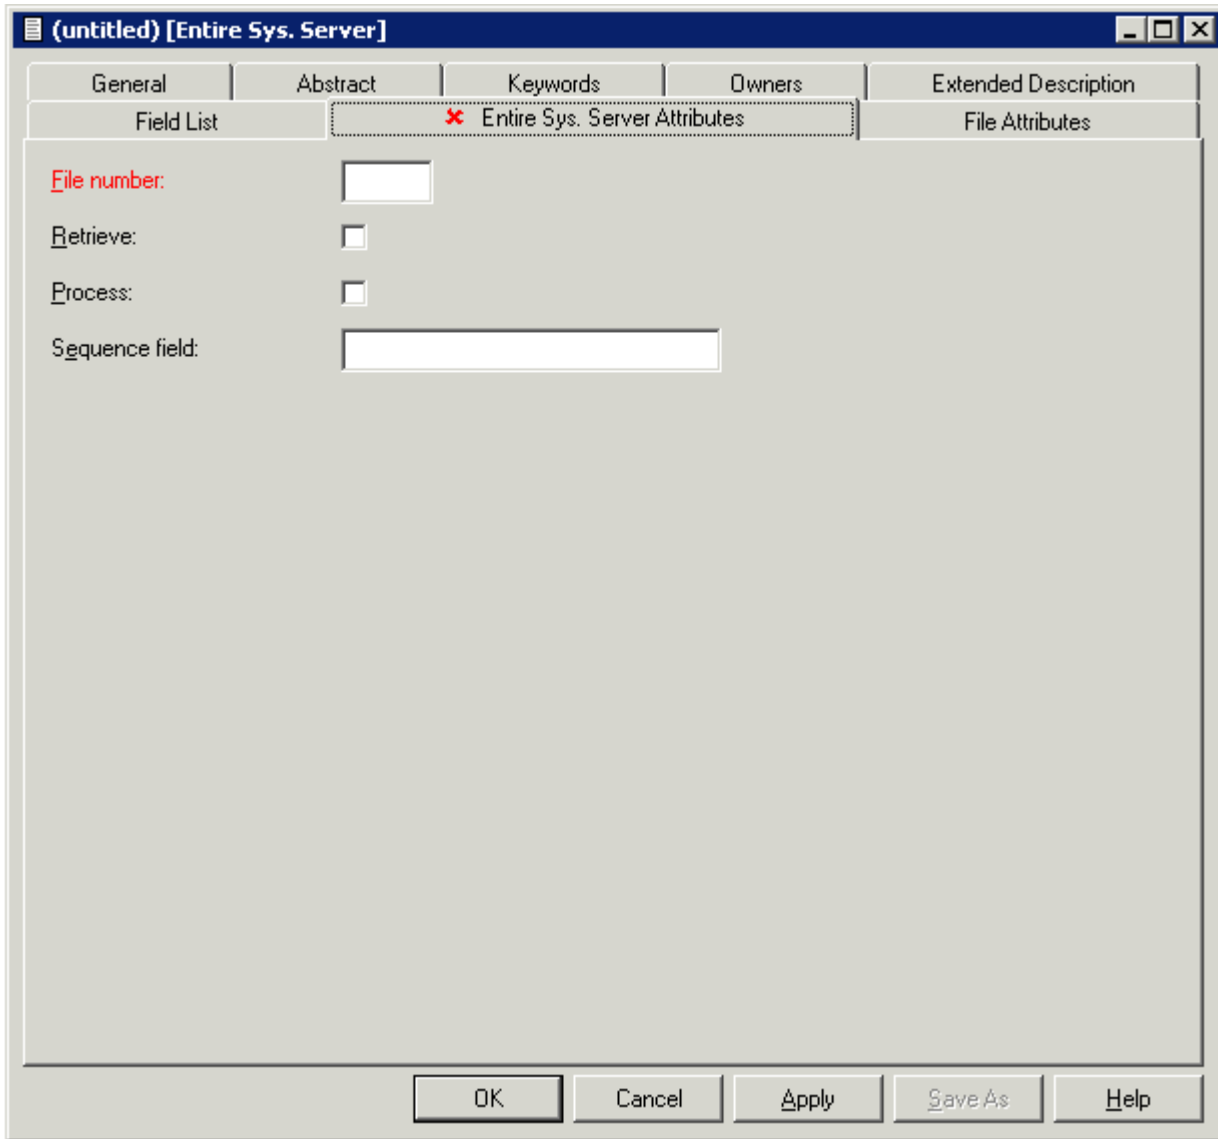 (untitled) [Entire Sys. Server]
General Abstract Keywords Owners Extended Description
Field List Entire Sys. Server Attributes File Attributes
File number:
Retrieve:
Process:
Sequence field:
OK Cancel Apply Save As Help